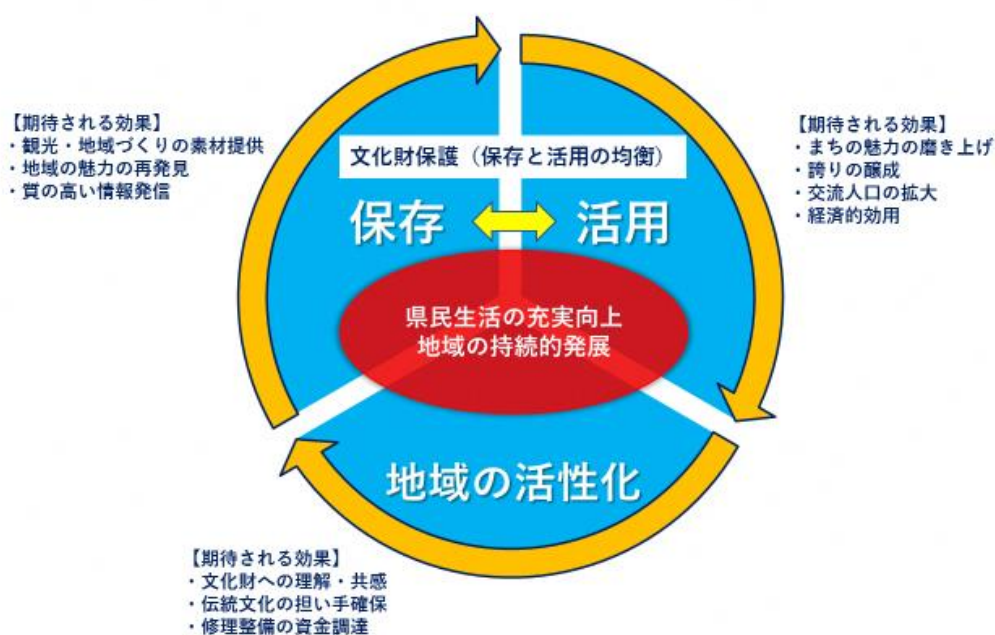 【期待される効果】
・観光・地域づくりの素材提供
・地域の魅力の再発見
・質の高い情報発信
【期待される効果】
・まちの魅力の磨き上げ
・誇りの醸成
・交流人口の拡大
・経済的効用
文化財保護（保存と活用の均衡）
保存
活用
県民生活の充実向上
地域の持続的発展
地域の活性化
【期待される効果】
・文化財への理解・共感
・伝統文化の担い手確保
・修理整備の資金調達